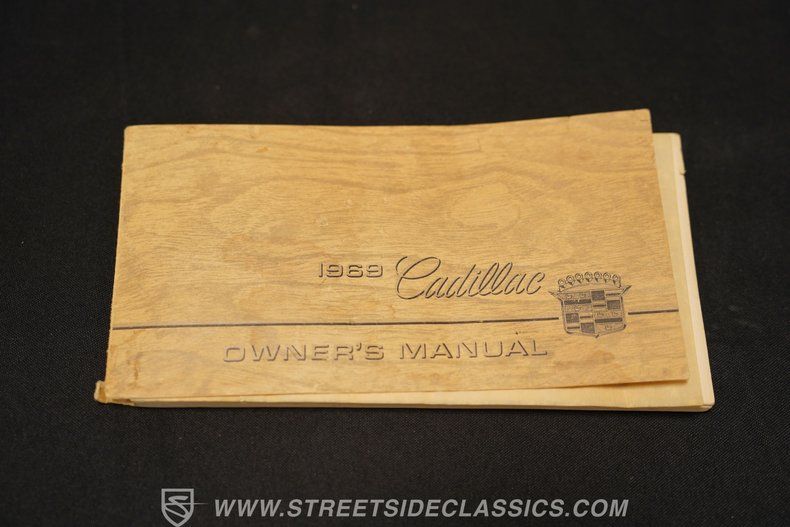 1969 Cadillac
OWNER'S MANUAL
WWW.STREETSIDECLASSICS.COM